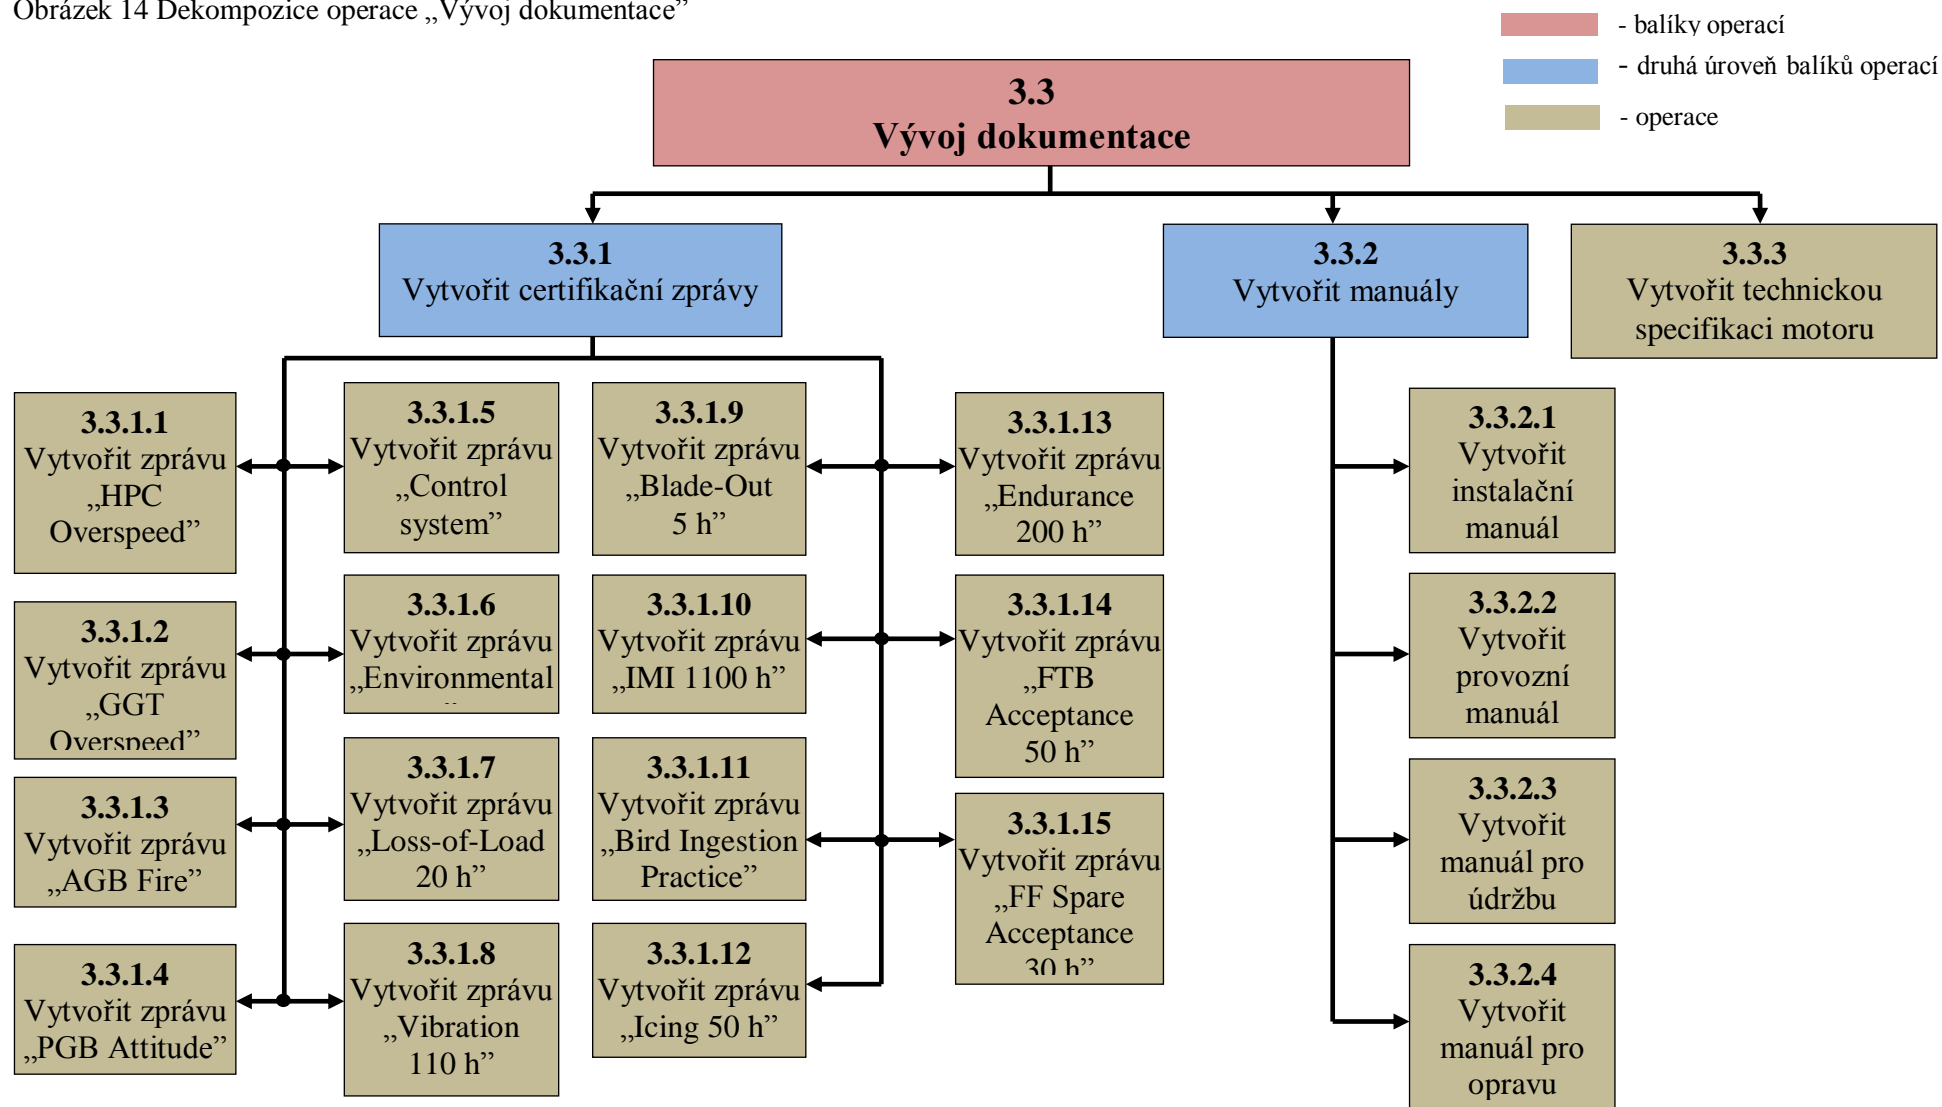 Obrázek 14 Dekompozice operace „Vývoj dokumentace”
- balíky operací
- druhá úroveň balíků operací
- operace
3.3
Vývoj dokumentace
3.3.1
Vytvořit certifikační zprávy
3.3.2
Vytvořit manuály
3.3.3
Vytvořit technickou
specifikaci motoru
3.3.1.1
Vytvořit zprávu
„HPC
Overspeed”
3.3.1.2
Vytvořit zprávu
„GGT
Overspeed”
3.3.1.3
Vytvořit zprávu
„AGB Fire”
3.3.1.4
Vytvořit zprávu
„PGB Attitude”
3.3.1.5
Vytvořit zprávu
„Control
system”
3.3.1.6
Vytvořit zprávu
„Environmental
”
3.3.1.7
Vytvořit zprávu
„Loss-of-Load
20 h”
3.3.1.8
Vytvořit zprávu
„Vibration
110 h”
3.3.1.9
Vytvořit zprávu
„Blade-Out
5 h”
3.3.1.10
Vytvořit zprávu
„IMI 1100 h”
3.3.1.11
Vytvořit zprávu
„Bird Ingestion
Practice”
3.3.1.12
Vytvořit zprávu
„Icing 50 h”
3.3.1.13
Vytvořit zprávu
„Endurance
200 h”
3.3.1.14
Vytvořit zprávu
„FTB
Acceptance
50 h”
3.3.1.15
Vytvořit zprávu
„FF Spare
Acceptance
30 h”
3.3.2.1
Vytvořit
instalační
manuál
3.3.2.2
Vytvořit
provozní
manuál
3.3.2.3
Vytvořit
manuál pro
údržbu
3.3.2.4
Vytvořit
manuál pro
opravu